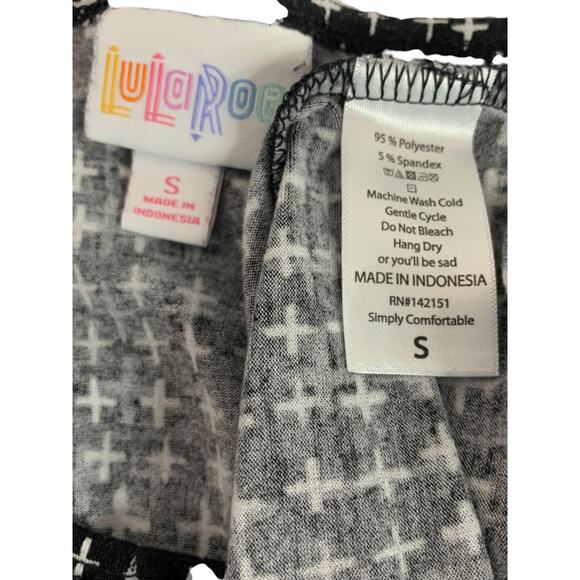 LuLaRoe
S
MADE IN
INDONESIA
95 % Polyester
5 % Spandex
Machine Wash Cold
Gentle Cycle
Do Not Bleach
Hang Dry
or you'll be sad
MADE IN INDONESIA
RN#142151
Simply Comfortable
S